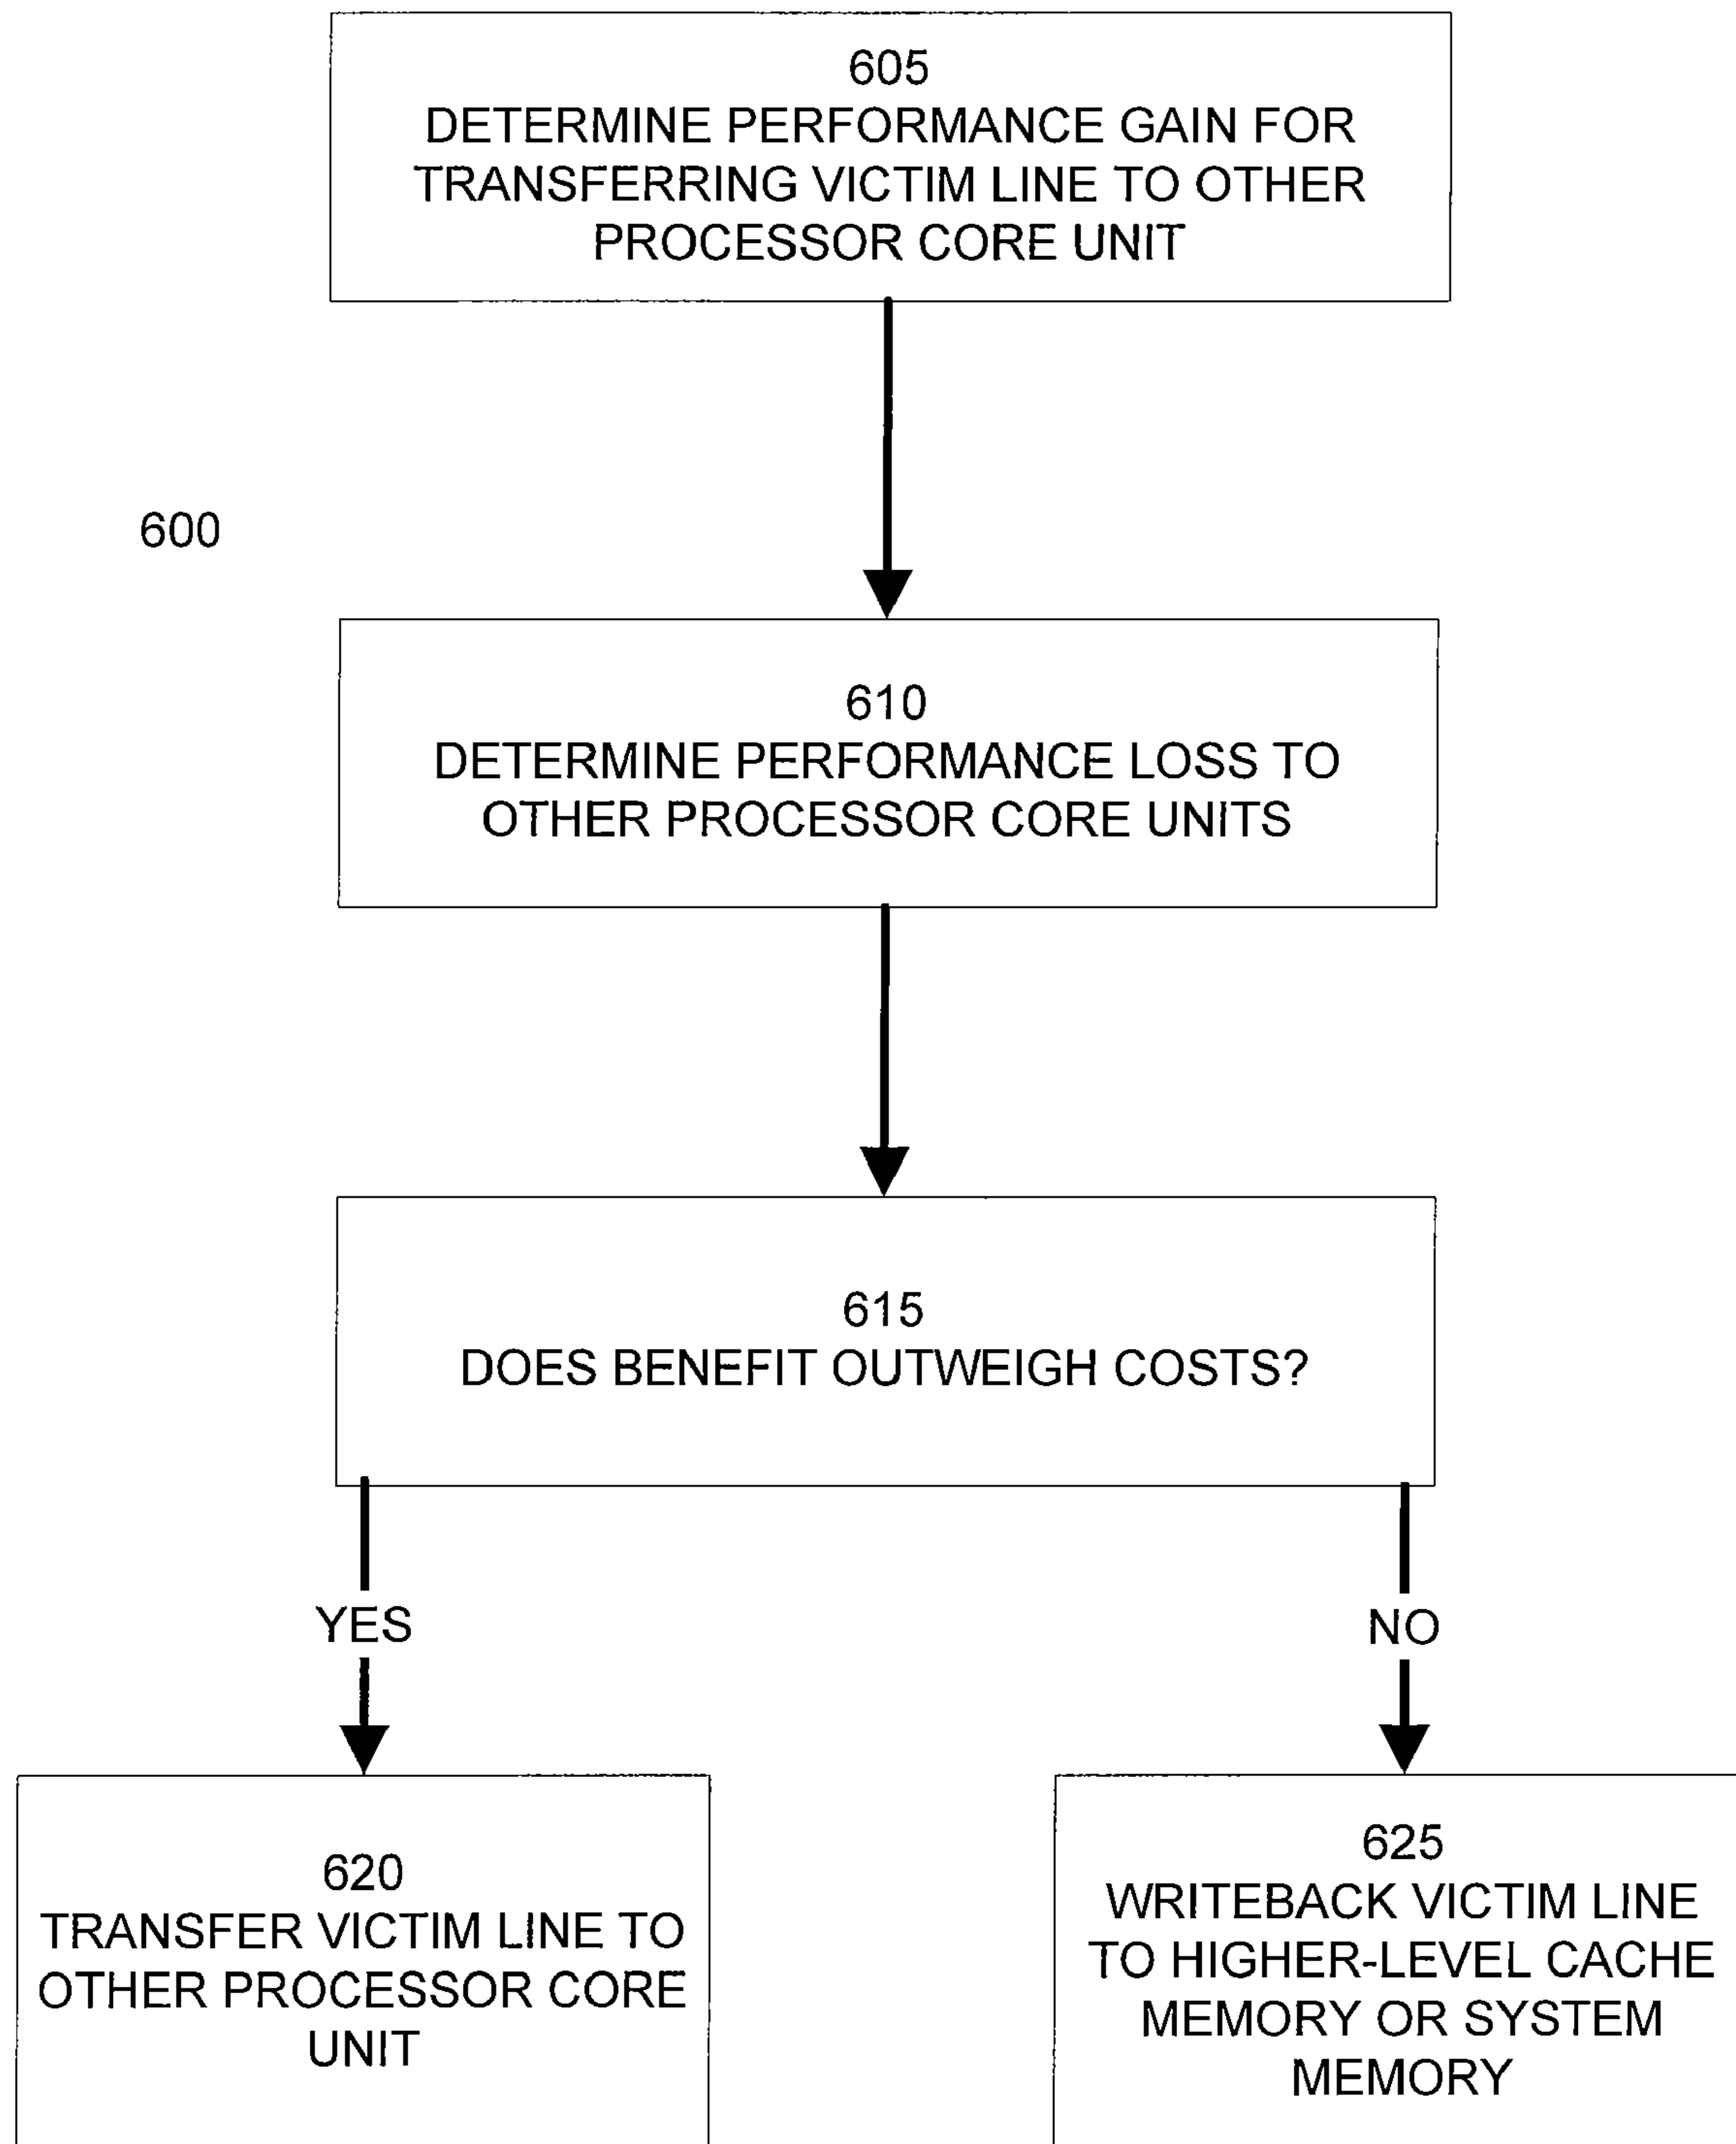 605
DETERMINE PERFORMANCE GAIN FOR
TRANSFERRING VICTIM LINE TO OTHER
PROCESSOR CORE UNIT
600
610
DETERMINE PERFORMANCE LOSS TO
OTHER PROCESSOR CORE UNITS
615
DOES BENEFIT OUTWEIGH COSTS?
YES
NO
620
TRANSFER VICTIM LINE TO
OTHER PROCESSOR CORE
UNIT
625
WRITEBACK VICTIM LINE
TO HIGHER-LEVEL CACHE
MEMORY OR SYSTEM
MEMORY